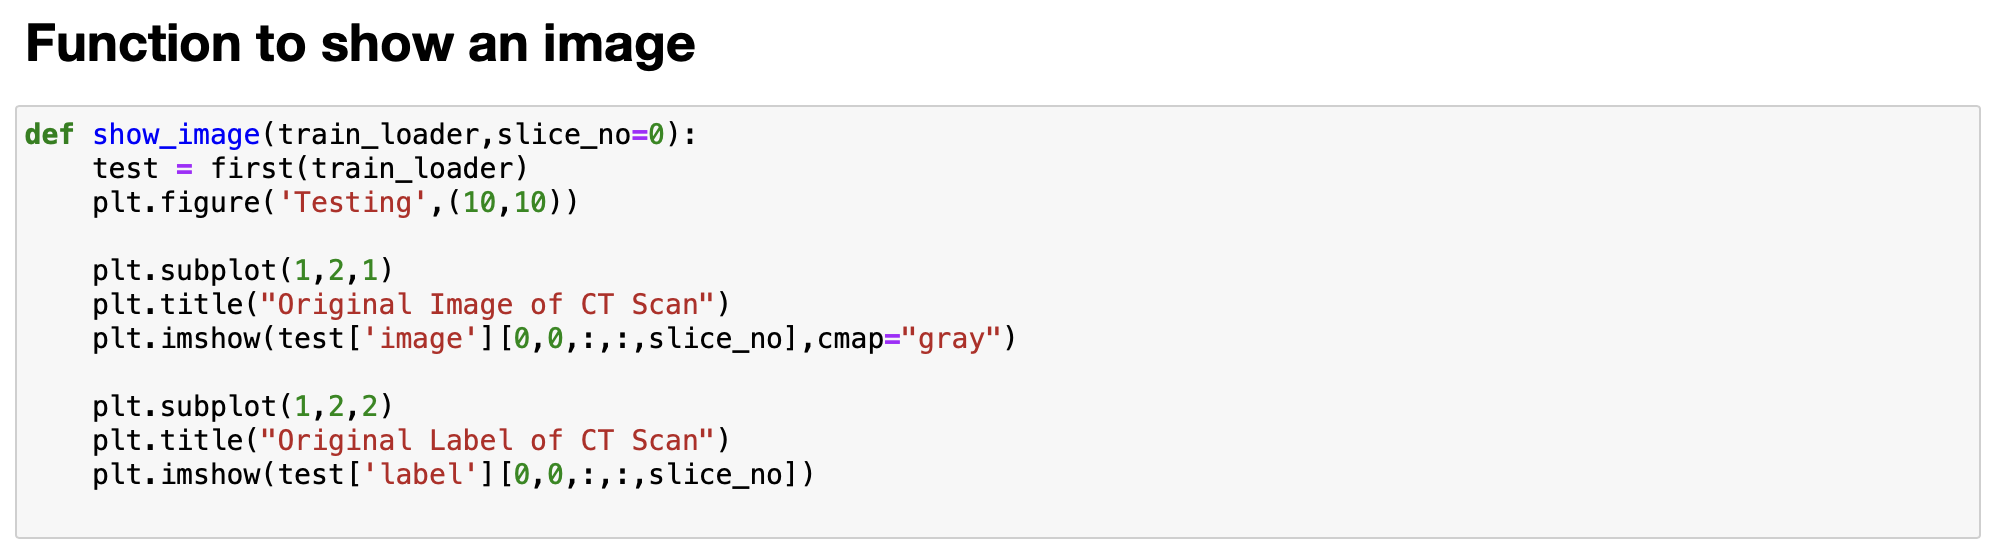 Function to show an image
def show_image(train_loader,slice_no=0):
    test = first(train_loader)
    plt.figure('Testing',(10,10))
    plt.subplot(1,2,1)
    plt.title("Original Image of CT Scan")
    plt.imshow(test['image'][0,0,:,:,slice_no],cmap="gray")
    plt.subplot(1,2,2)
    plt.title("Original Label of CT Scan")
    plt.imshow(test['label'][0,0,:,:,slice_no])